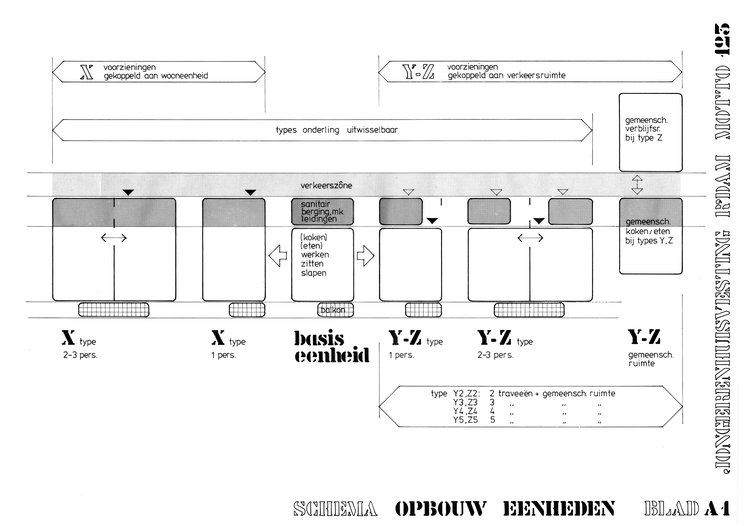 X voorzieningen
gekoppeld aan wooneenheid
Y-Z voorzieningen
gekoppeld aan verkeersruimte
types onderling uitwisselbaar
gemeensch.
verblijfsr.
bij type Z
verkeerszône
sanitair
berging, mk
leidingen
gemeensch.
koken/eten
bij types Y,Z
(koken)
(eten)
werken
zitten
slapen
balkon
X type
2-3 pers.
X type
1 pers.
basis
eenheid
Y-Z type
1 pers.
Y-Z type
2-3 pers.
Y-Z
gemeensch.
ruimte
type Y2,Z2: 2 traveeën + gemeensch. ruimte
Y3,Z3 3 ,, ,, ,,
Y4,Z4 4 ,, ,, ,,
Y5,Z5 5 ,, ,, ,,
SCHEMA OPBOUW EENHEDEN BLAD A1
JONGERENHUISVESTING R'DAM MOTTO 125